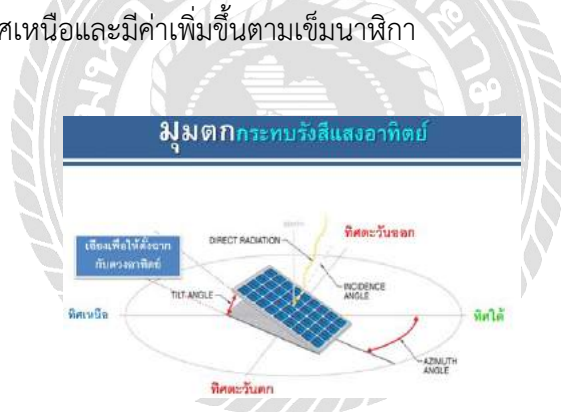 ศเหนือและมีค่าเพิ่มขึ้นตามเข็มนาฬิกา
มุมตกกระทบรังสีแสงอาทิตย์
ทิศตะวันออก
DIRECT RADIATION
เอียงเพื่อให้ตั้งฉาก
กับดวงอาทิตย์
INCIDENCE
ANGLE
TILT ANGLE
ทิศเหนือ
ทิศใต้
AZIMUTH
ANGLE
ทิศตะวันตก